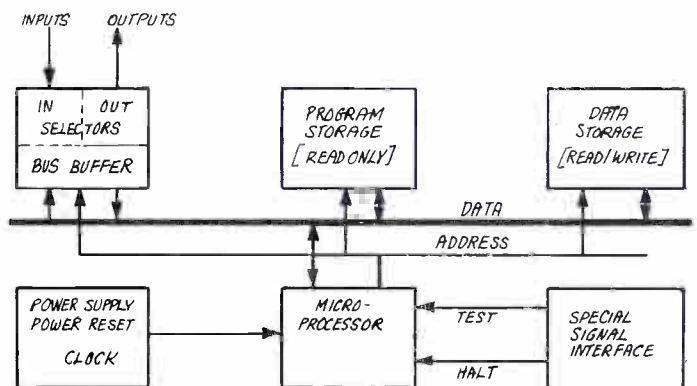 INPUTS
OUTPUTS
IN
OUT
SELECTORS
BUS BUFFER
PROGRAM
STORAGE
[READ ONLY]
DATA
STORAGE
[READ/WRITE]
DATA
ADDRESS
POWER SUPPLY
POWER RESET
CLOCK
MICRO-
PROCESSOR
TEST
HALT
SPECIAL
SIGNAL
INTERFACE